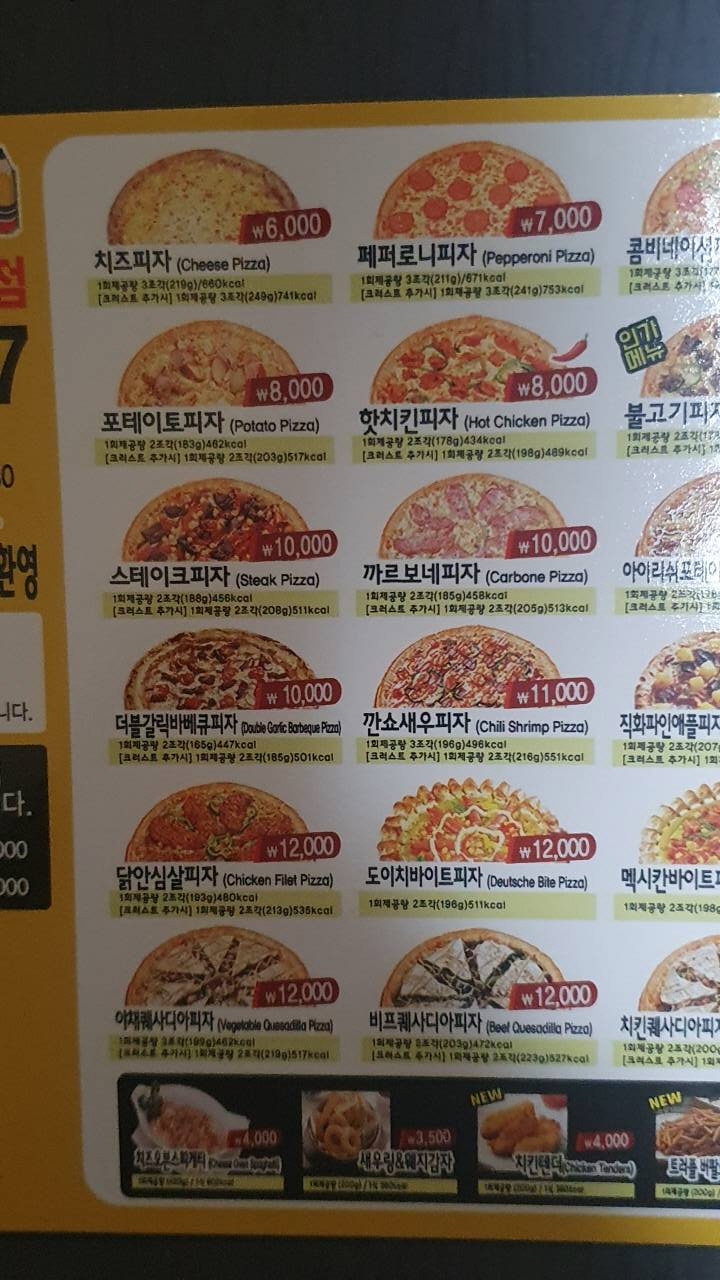 점
7
환영
니다.
다.
000
000
₩6,000
치즈피자 (Cheese Pizza)
1회제공량 3조각(219g)/660kcal
[크러스트 추가시] 1회제공량 3조각(249g)741kcal
₩7,000
페퍼로니피자 (Pepperoni Pizza)
1회제공량 3조각(211g)/671kcal
[크러스트 추가시] 1회제공량 3조각(241g)753kcal
콤비네이션
1회제공량 3조각
[크러스트 추가시]
₩8,000
포테이토피자 (Potato Pizza)
1회제공량 2조각(183g)462kcal
[크러스트 추가시] 1회제공량 2조각(203g)517kcal
₩8,000
핫치킨피자 (Hot Chicken Pizza)
1회제공량 2조각(178g)434kcal
[크러스트 추가시] 1회제공량 2조각(198g)489kcal
인기
메뉴
불고기피자
1회제공량 2조각
[크러스트 추가시]
₩10,000
스테이크피자 (Steak Pizza)
1회제공량 2조각(188g)456kcal
[크러스트 추가시] 1회제공량 2조각(208g)511kcal
₩10,000
까르보네피자 (Carbone Pizza)
1회제공량 2조각(185g)458kcal
[크러스트 추가시] 1회제공량 2조각(205g)513kcal
아이리쉬포테이
1회제공량 2조각
[크러스트 추가시]
₩10,000
더블갈릭바베큐피자 (Double Garlic Barbeque Pizza)
1회제공량 2조각(165g)447kcal
[크러스트 추가시] 1회제공량 2조각(185g)501kcal
₩11,000
깐쇼새우피자 (Chili Shrimp Pizza)
1회제공량 3조각(196g)496kcal
[크러스트 추가시] 1회제공량 2조각(216g)551kcal
직화파인애플피자
1회제공량 2조각(207
[크러스트 추가시]
₩12,000
닭안심살피자 (Chicken Filet Pizza)
1회제공량 2조각(193g)480kcal
[크러스트 추가시] 1회제공량 2조각(213g)535kcal
₩12,000
도이치바이트피자 (Deutsche Bite Pizza)
1회제공량 2조각(196g)511kcal
멕시칸바이트
1회제공량 2조각(198g
₩12,000
야채퀘사디아피자 (Vegetable Quesadilla Pizza)
1회제공량 3조각(199g)462kcal
[크러스트 추가시] 1회제공량 2조각(219g)517kcal
₩12,000
비프퀘사디아피자 (Beef Quesadilla Pizza)
1회제공량 2조각(203g)472kcal
[크러스트 추가시] 1회제공량 2조각(223g)527kcal
치킨퀘사디아피자
1회제공량 2조각(200
[크러스트 추가시]
₩4,000
치즈오븐스파게티 (Cheese Oven Spaghetti)
₩3,500
새우링&웨지감자
NEW
₩4,000
치킨텐더(Chicken Tenders)
NEW
트러플 버팔